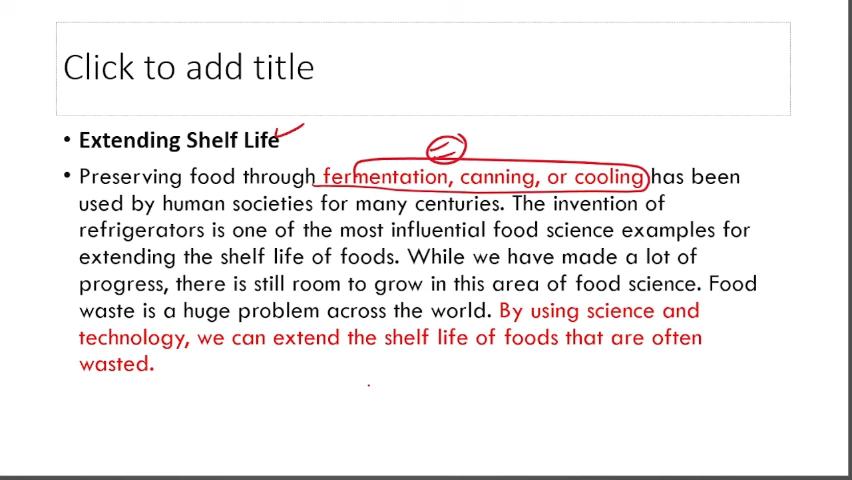 Click to add title
• Extending Shelf Life
• Preserving food through fermentation, canning, or cooling has been
used by human societies for many centuries. The invention of
refrigerators is one of the most influential food science examples for
extending the shelf life of foods. While we have made a lot of
progress, there is still room to grow in this area of food science. Food
waste is a huge problem across the world. By using science and
technology, we can extend the shelf life of foods that are often
wasted.